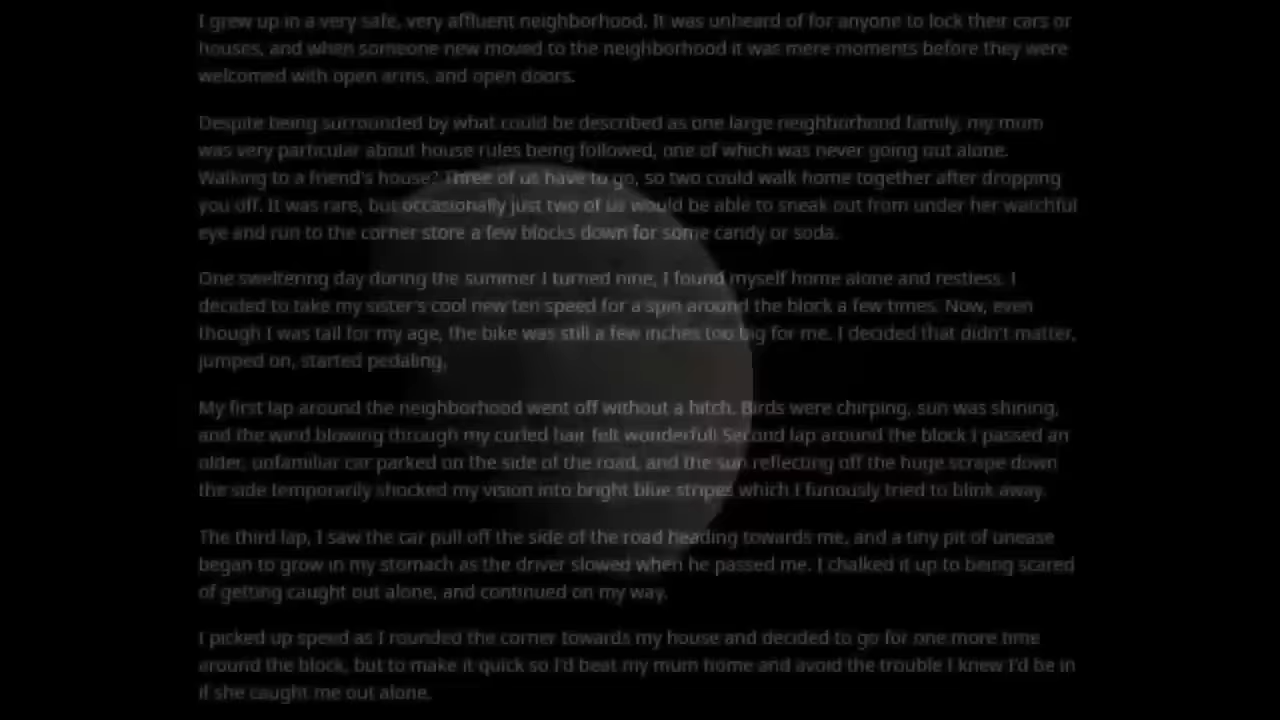 I grew up in a very safe, very affluent neighborhood. It was unheard of for anyone to lock their cars or
houses, and when someone new moved to the neighborhood it was mere moments before they were
welcomed with open arms, and open doors.
Despite being surrounded by what could be described as one large neighborhood family, my mum
was very particular about house rules being followed, one of which was never going out alone.
Walking to a friend's house? Three of us have to go, so two could walk home together after dropping
you off. It was rare, but occasionally just two of us would be able to sneak out from under her watchful
eye and run to the corner store a few blocks down for some candy or soda.
One sweltering day during the summer I turned nine, I found myself home alone and restless. I
decided to take my sister's cool new ten speed for a spin around the block a few times. Now, even
though I was tall for my age, the bike was still a few inches too big for me. I decided that didn't matter,
jumped on, started pedaling,
My first lap around the neighborhood went off without a hitch. Birds were chirping, sun was shining,
and the wind blowing through my curled hair felt wonderful! Second lap around the block I passed an
older, unfamiliar car parked on the side of the road, and the sun reflecting off the huge scrape down
the side temporarily shocked my vision into bright blue stripes which I furiously tried to blink away.
The third lap, I saw the car pull off the side of the road heading towards me, and a tiny pit of unease
began to grow in my stomach as the driver slowed when he passed me. I chalked it up to being scared
of getting caught out alone, and continued on my way.
I picked up speed as I rounded the corner towards my house and decided to go for one more time
around the block, but to make it quick so I'd beat my mum home and avoid the trouble I knew I'd be in
if she caught me out alone.